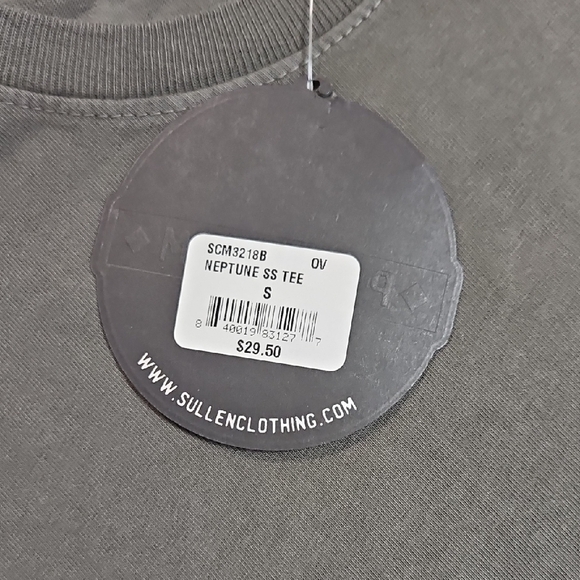 SCM3218B OV
NEPTUNE SS TEE
S
8 40019 83127 7
$29.50
WWW.SULLENCLOTHING.COM